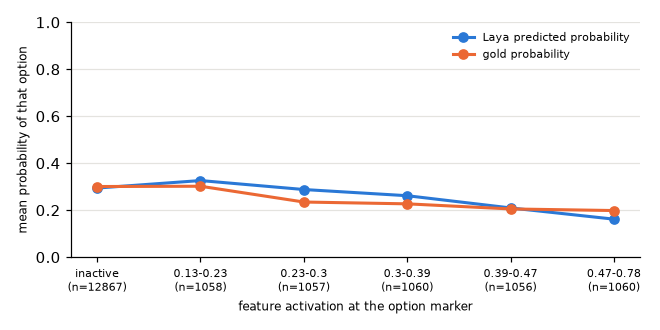 1.0
0.8
0.6
0.4
0.2
0.0
mean probability of that option
Laya predicted probability
gold probability
inactive
(n=12867)
0.13-0.23
(n=1058)
0.23-0.3
(n=1057)
0.3-0.39
(n=1060)
0.39-0.47
(n=1056)
0.47-0.78
(n=1060)
feature activation at the option marker